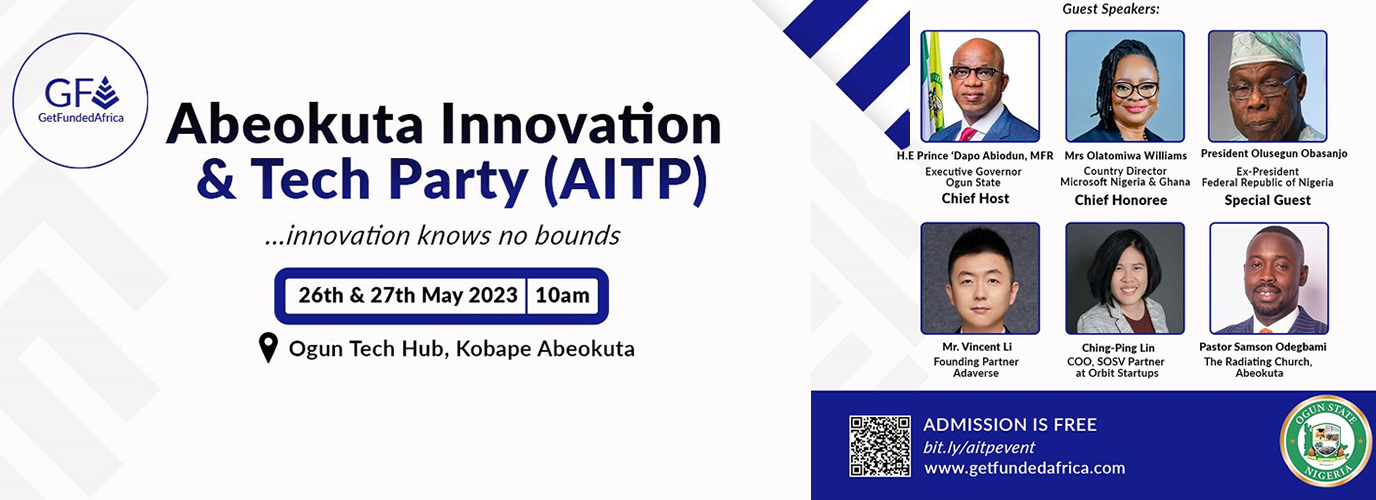 GF
GetFundedAfrica
Abeokuta Innovation
& Tech Party (AITP)
...innovation knows no bounds
26th & 27th May 2023
10am
Ogun Tech Hub, Kobape Abeokuta
Guest Speakers:
H.E Prince ‘Dapo Abiodun, MFR
Executive Governor
Ogun State
Chief Host
Mrs Olatomiwa Williams
Country Director
Microsoft Nigeria & Ghana
Chief Honoree
President Olusegun Obasanjo
Ex-President
Federal Republic of Nigeria
Special Guest
Mr. Vincent Li
Founding Partner
Adaverse
Ching-Ping Lin
COO, SOSV Partner
at Orbit Startups
Pastor Samson Odegbami
The Radiating Church,
Abeokuta
ADMISSION IS FREE
bit.ly/aitpevent
www.getfundedafrica.com
OGUN STATE
NIGERIA